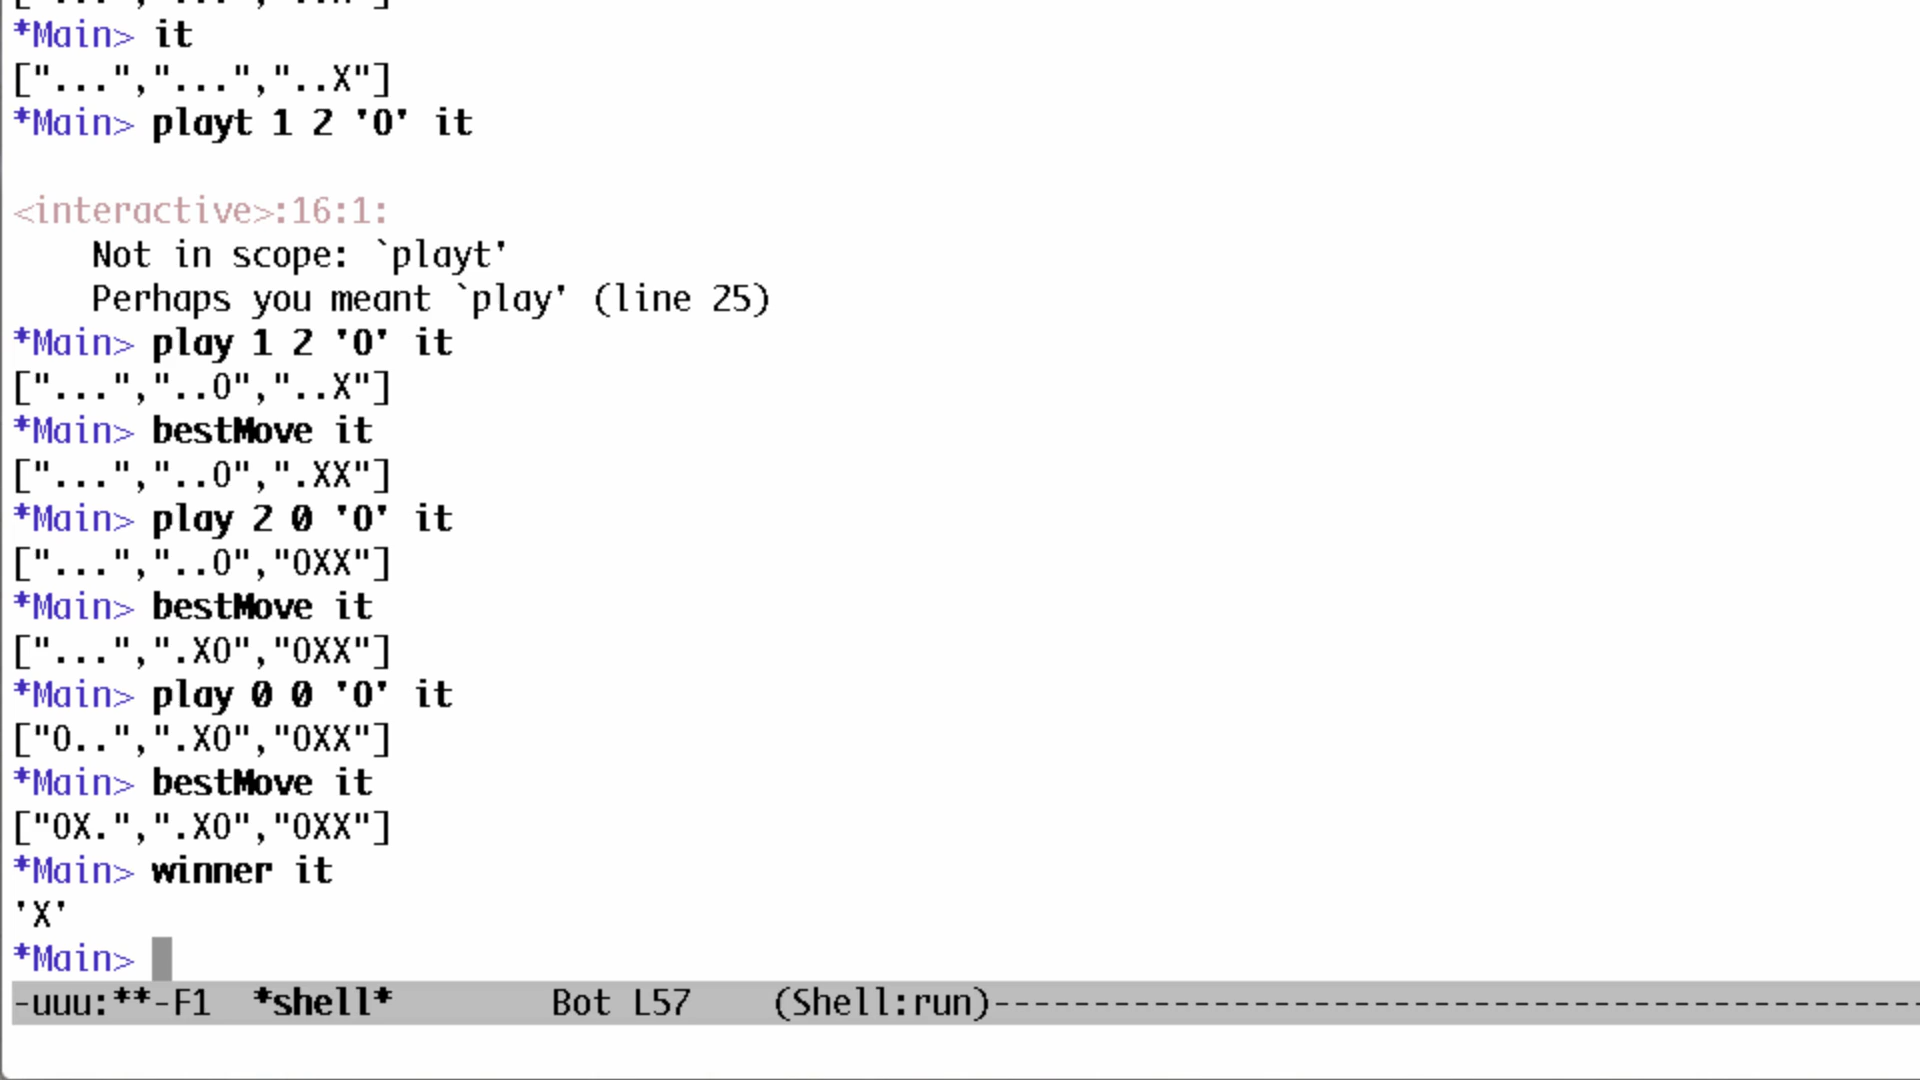 ["...","...","..X"]
*Main> it
["...","...","..X"]
*Main> playt 1 2 'O' it
<interactive>:16:1:
    Not in scope: `playt'
    Perhaps you meant `play' (line 25)
*Main> play 1 2 'O' it
["...","..O","..X"]
*Main> bestMove it
["...","..O",".XX"]
*Main> play 2 0 'O' it
["...","..O","OXX"]
*Main> bestMove it
["...",".XO","OXX"]
*Main> play 0 0 'O' it
["O..",".XO","OXX"]
*Main> bestMove it
["OX.",".XO","OXX"]
*Main> winner it
'X'
*Main>
-uuu:**-F1  *shell*        Bot L57    (Shell:run)-----------------------------------------------